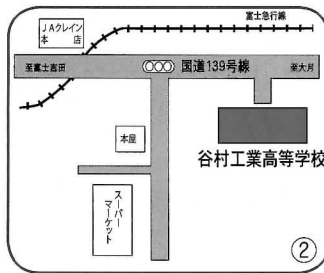 富士急行線
JAクレイン
本店
至富士吉田
国道139号線
至大月
本屋
谷村工業高等学校
スーパー
マーケット
②